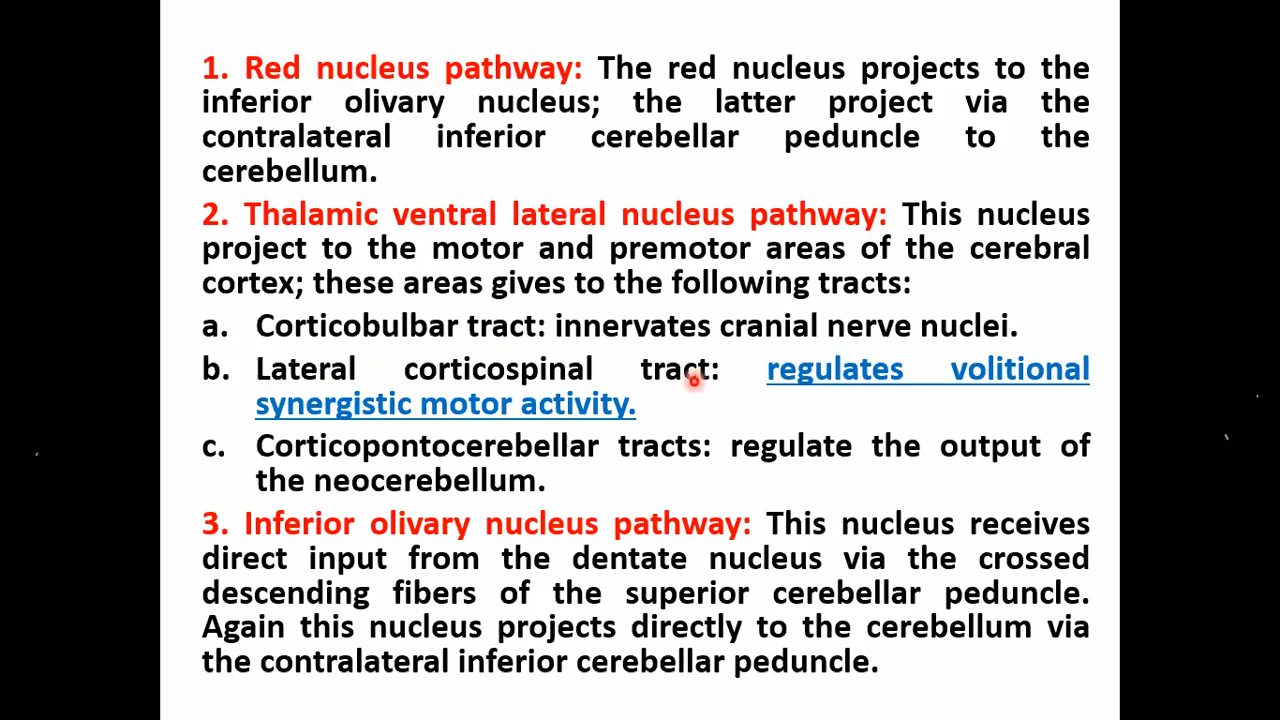 1. Red nucleus pathway: The red nucleus projects to the
inferior olivary nucleus; the latter project via the
contralateral inferior cerebellar peduncle to the
cerebellum.
2. Thalamic ventral lateral nucleus pathway: This nucleus
project to the motor and premotor areas of the cerebral
cortex; these areas gives to the following tracts:
a. Corticobulbar tract: innervates cranial nerve nuclei.
b. Lateral corticospinal tract: regulates volitional
synergistic motor activity.
c. Corticopontocerebellar tracts: regulate the output of
the neocerebellum.
3. Inferior olivary nucleus pathway: This nucleus receives
direct input from the dentate nucleus via the crossed
descending fibers of the superior cerebellar peduncle.
Again this nucleus projects directly to the cerebellum via
the contralateral inferior cerebellar peduncle.